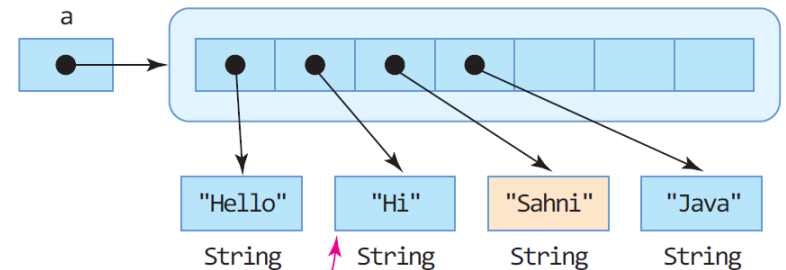 a
"Hello" "Hi" "Sahni" "Java"
String String String String